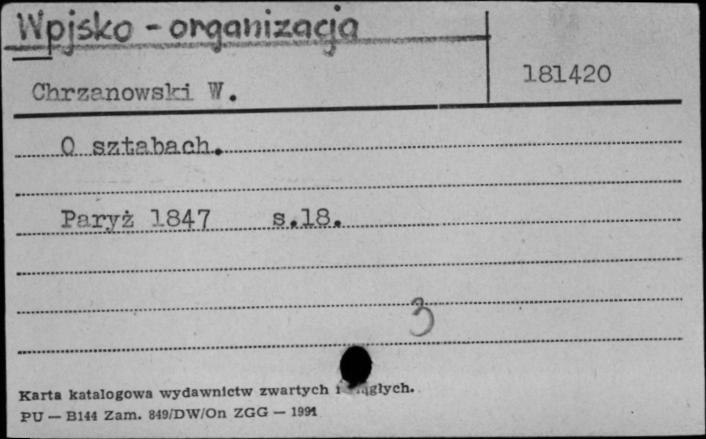 Wojsko - organizacja
181420
Chrzanowski W.
O sztabach.
Paryż 1847 s.18.
3
Karta katalogowa wydawnictw zwartych i
PU — B144 Zam. 849/DW/On ZGG — 1991